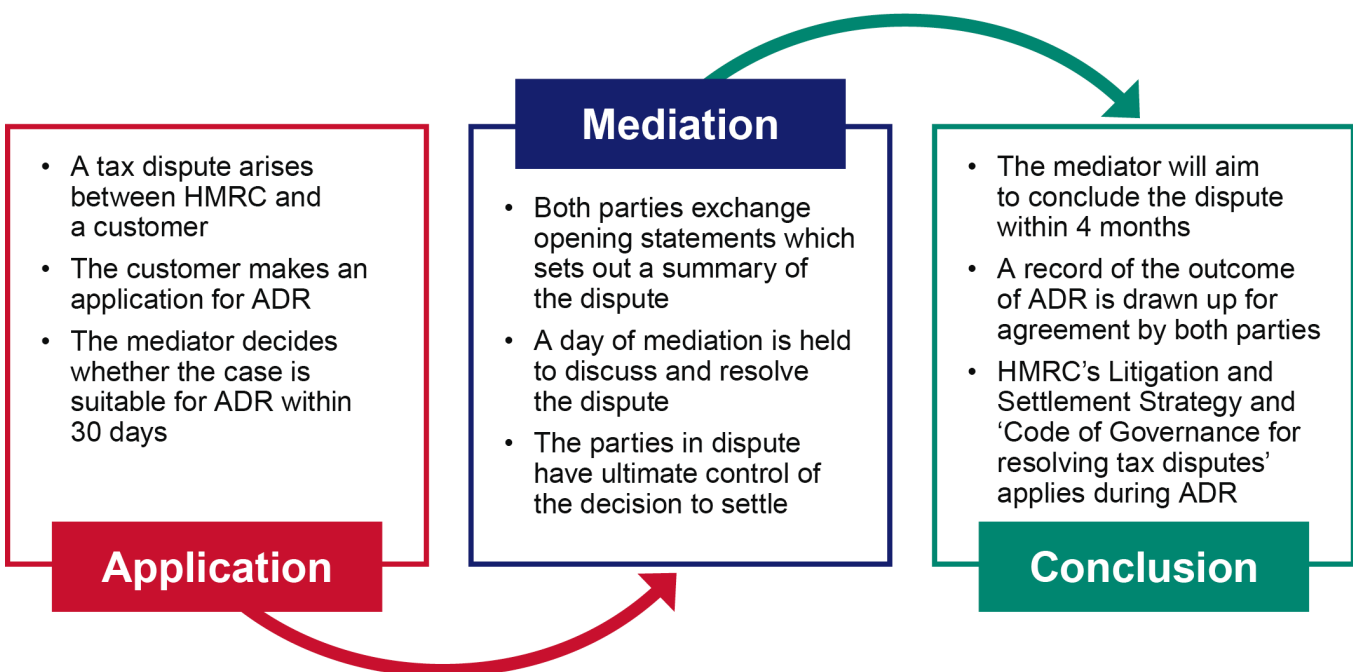 • A tax dispute arises
between HMRC and
a customer
• The customer makes an
application for ADR
• The mediator decides
whether the case is
suitable for ADR within
30 days
Application
Mediation
• Both parties exchange
opening statements which
sets out a summary of
the dispute
• A day of mediation is held
to discuss and resolve
the dispute
• The parties in dispute
have ultimate control of
the decision to settle
• The mediator will aim
to conclude the dispute
within 4 months
• A record of the outcome
of ADR is drawn up for
agreement by both parties
• HMRC’s Litigation and
Settlement Strategy and
‘Code of Governance for
resolving tax disputes’
applies during ADR
Conclusion